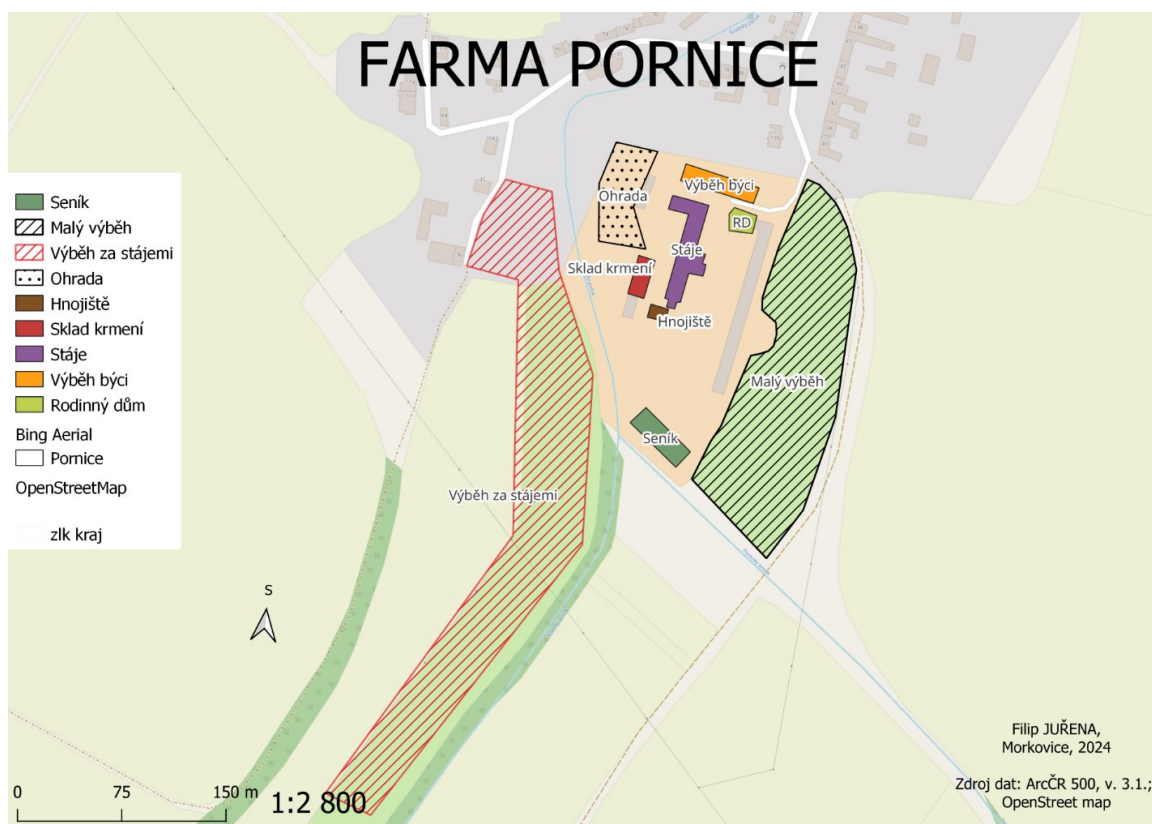 FARMA PORNICE
Seník
Malý výběh
Výběh za stájemi
Ohrada
Hnojiště
Sklad krmení
Stáje
Výběh býci
Rodinný dům
Bing Aerial
Pornice
OpenStreetMap
zlk kraj
Výběh býci
Ohrada
RD
Stáje
Sklad krmení
Hnojiště
Malý výběh
Seník
Výběh za stájemi
S
0 75 150 m
1:2 800
Filip JUŘENA,
Morkovice, 2024
Zdroj dat: ArcČR 500, v. 3.1.;
OpenStreet map